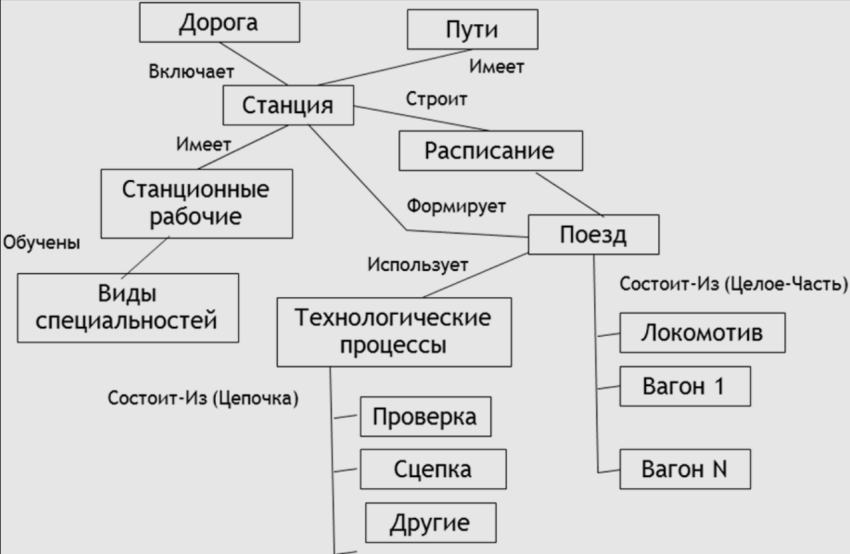 Дорога
Пути
Включает
Имеет
Станция
Строит
Имеет
Расписание
Станционные
рабочие
Формирует
Обучены
Поезд
Использует
Виды
специальностей
Состоит-Из (Целое-Часть)
Технологические
процессы
Локомотив
Вагон 1
Состоит-Из (Цепочка)
Проверка
Сцепка
Вагон N
Другие